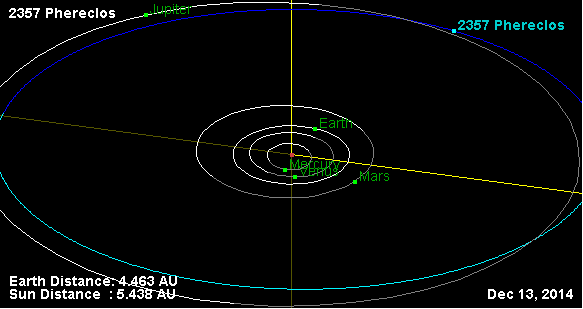 2357 Phereclos
Jupiter
2357 Phereclos
Earth
Mercury
Venus
Mars
Earth Distance: 4.463 AU
Sun Distance : 5.438 AU
Dec 13, 2014